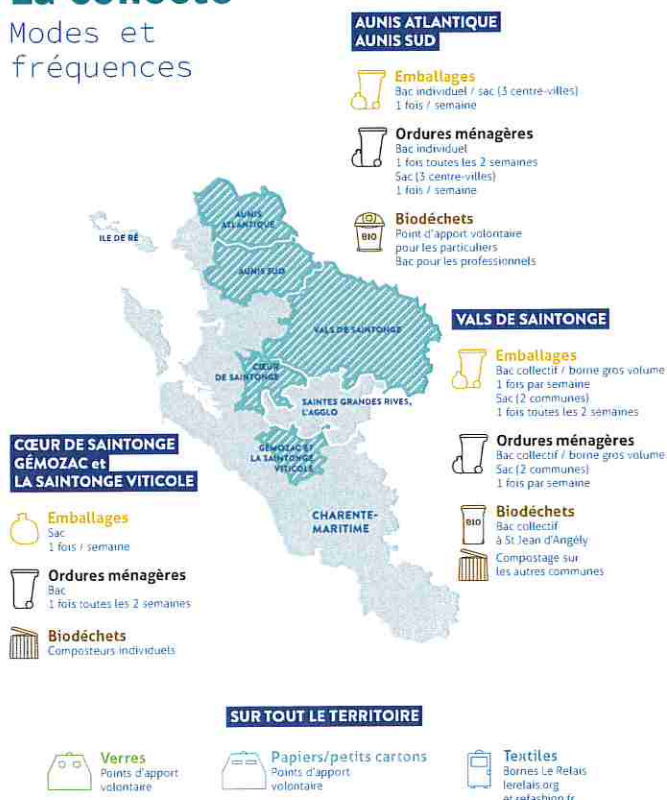 La collecte
Modes et
fréquences
AUNIS ATLANTIQUE
AUNIS SUD
Emballages
Bac individuel / sac (3 centre-villes)
1 fois / semaine
Ordures ménagères
Bac individuel
1 fois toutes les 2 semaines
Sac (3 centre-villes)
1 fois / semaine
BIO
Biodéchets
Point d'apport volontaire
pour les particuliers
Bac pour les professionnels
ILE DE RÉ
AUNIS
ATLANTIQUE
AUNIS SUD
VALS DE SAINTONGE
CŒUR
DE SAINTONGE
SAINTES GRANDES RIVES,
L'AGGLO
GÉMOZAC ET
LA SAINTONGE
VITICOLE
CHARENTE-
MARITIME
VALS DE SAINTONGE
Emballages
Bac collectif / borne gros volume
1 fois par semaine
Sac (2 communes)
1 fois toutes les 2 semaines
Ordures ménagères
Bac collectif / borne gros volume
Sac (2 communes)
1 fois par semaine
BIO
Biodéchets
Bac collectif
à St Jean d'Angély
Compostage sur
les autres communes
CŒUR DE SAINTONGE
GÉMOZAC et
LA SAINTONGE VITICOLE
Emballages
Sac
1 fois / semaine
Ordures ménagères
Bac
1 fois toutes les 2 semaines
Biodéchets
Composteurs individuels
SUR TOUT LE TERRITOIRE
Verres
Points d'apport
volontaire
Papiers/petits cartons
Points d'apport
volontaire
Textiles
Bornes Le Relais
lerelais.org
et refashion.fr